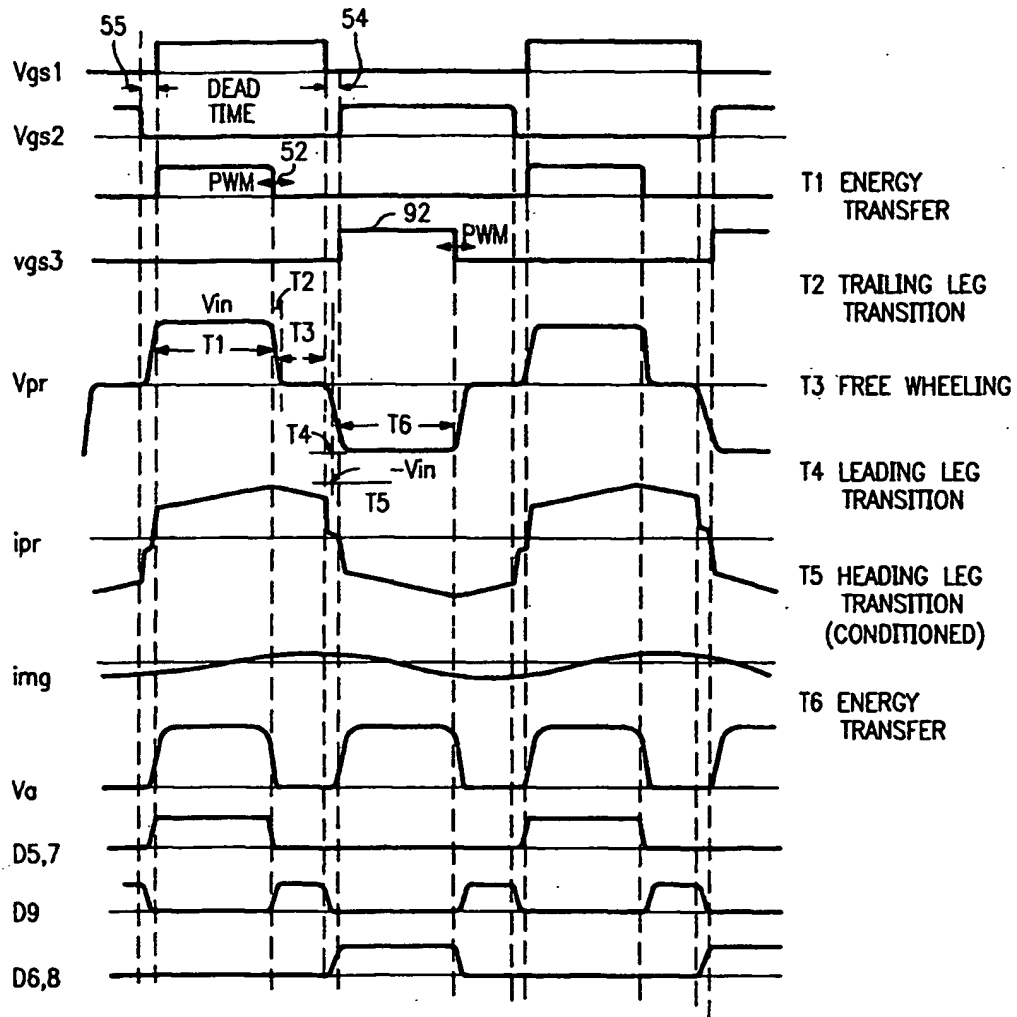 55
54
Vgs1
DEAD
TIME
Vgs2
52
PWM
T1 ENERGY
TRANSFER
92
PWM
vgs3
T2
T2 TRAILING LEG
TRANSITION
Vin
T1
T3
Vpr
T3 FREE WHEELING
T6
T4
-Vin
T5
T4 LEADING LEG
TRANSITION
ipr
T5 HEADING LEG
TRANSITION
(CONDITIONED)
img
T6 ENERGY
TRANSFER
Va
D5,7
D9
D6,8